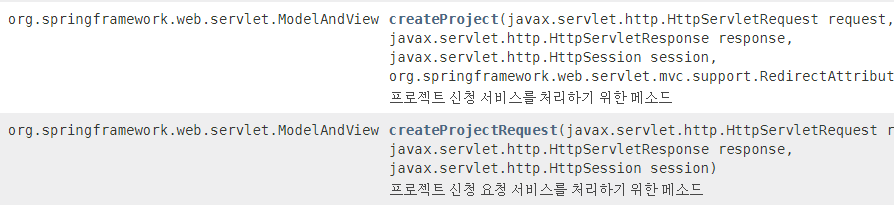 org.springframework.web.servlet.ModelAndView createProject(javax.servlet.http.HttpServletRequest request,
javax.servlet.http.HttpServletResponse response,
javax.servlet.http.HttpSession session,
org.springframework.web.servlet.mvc.support.RedirectAttribut
프로젝트 신청 서비스를 처리하기 위한 메소드
org.springframework.web.servlet.ModelAndView createProjectRequest(javax.servlet.http.HttpServletRequest r
javax.servlet.http.HttpServletResponse response,
javax.servlet.http.HttpSession session)
프로젝트 신청 요청 서비스를 처리하기 위한 메소드